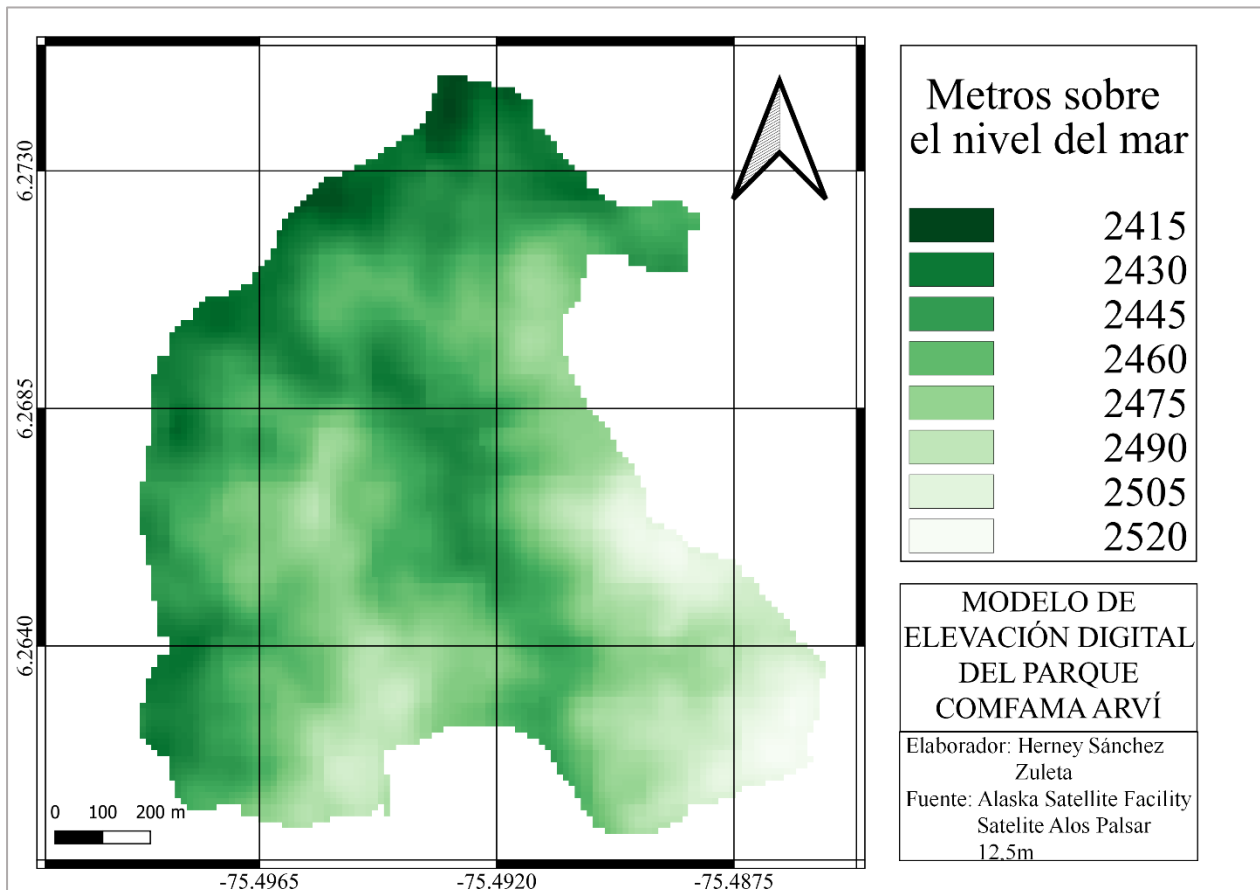 6.2730
6.2685
6.2640
0 100 200 m
-75.4965 -75.4920 -75.4875
Metros sobre
el nivel del mar
2415
2430
2445
2460
2475
2490
2505
2520
MODELO DE
ELEVACIÓN DIGITAL
DEL PARQUE
COMFAMA ARVÍ
Elaborador: Herney Sánchez
Zuleta
Fuente: Alaska Satellite Facility
Satelite Alos Palsar
12,5m